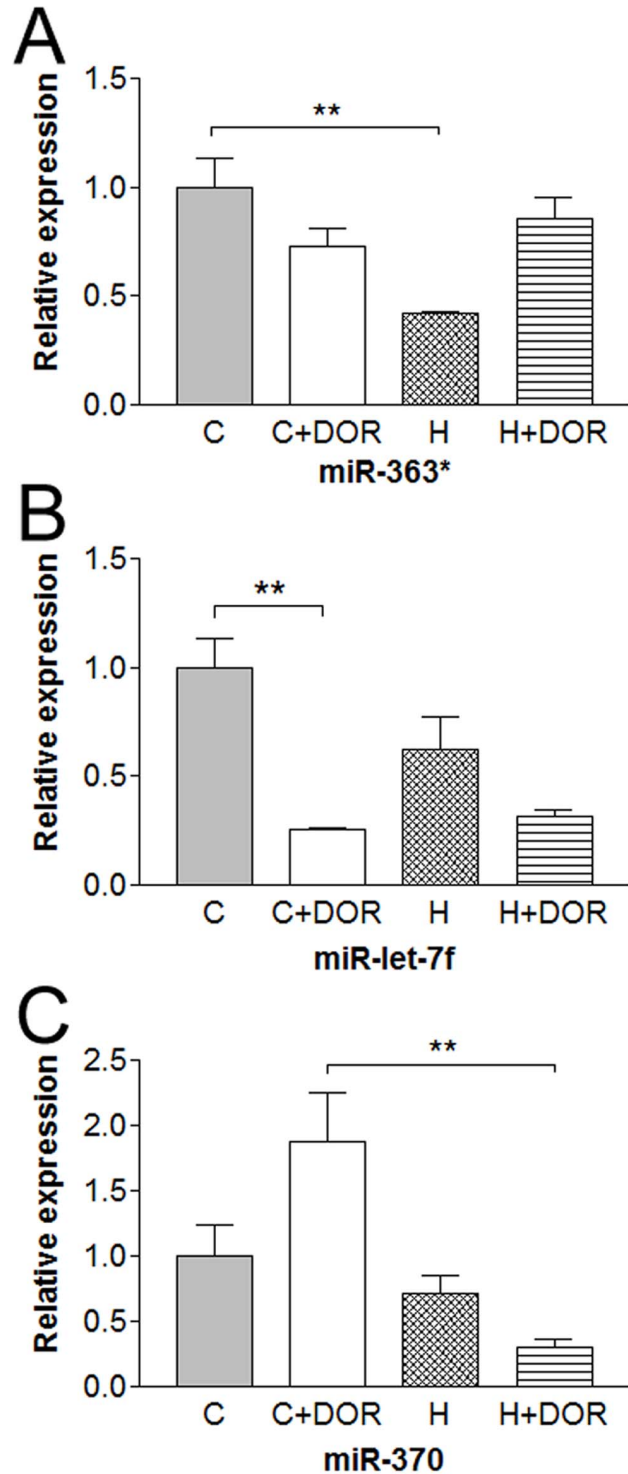 A
Relative expression
1.5
1.0
0.5
0.0
**
C C+DOR H H+DOR
miR-363*
B
Relative expression
1.5
1.0
0.5
0.0
**
C C+DOR H H+DOR
miR-let-7f
C
Relative expression
2.5
2.0
1.5
1.0
0.5
0.0
**
C C+DOR H H+DOR
miR-370